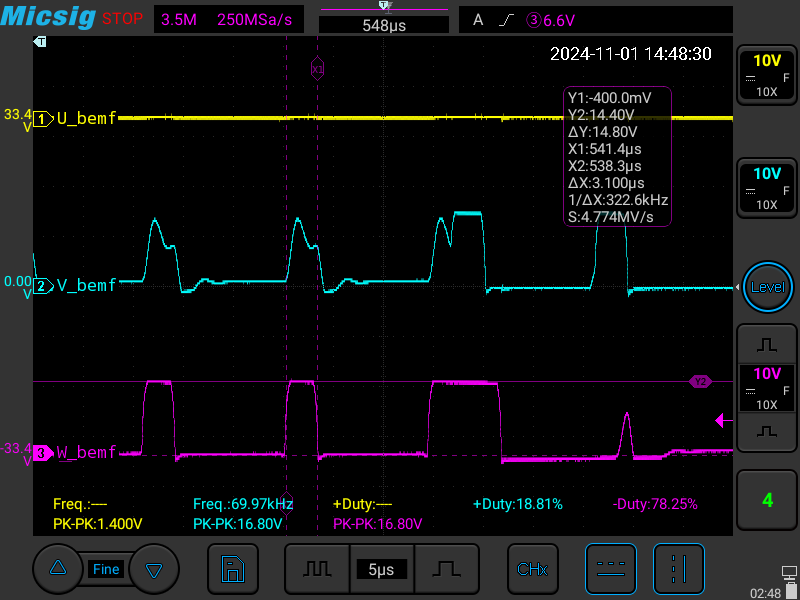 Micsig STOP 3.5M 250MSa/s 548µs A 3 6.6V
T
T
2024-11-01 14:48:30
10V
F
10X
X1
Y1:-400.0mV
Y2:14.40V
ΔY:14.80V
X1:541.4µs
X2:538.3µs
ΔX:3.100µs
1/ΔX:322.6kHz
S:4.774MV/s
33.4 V 1 U_bemf
10V
F
10X
0.00 V 2 V_bemf
Level
10V
F
10X
Y2
-33.4 V 3 W_bemf
Freq.:---- Freq.:69.97kHz +Duty:---- +Duty:18.81% -Duty:78.25%
PK-PK:1.400V PK-PK:16.80V PK-PK:16.80V
4
Fine 5µs CHx
02:48